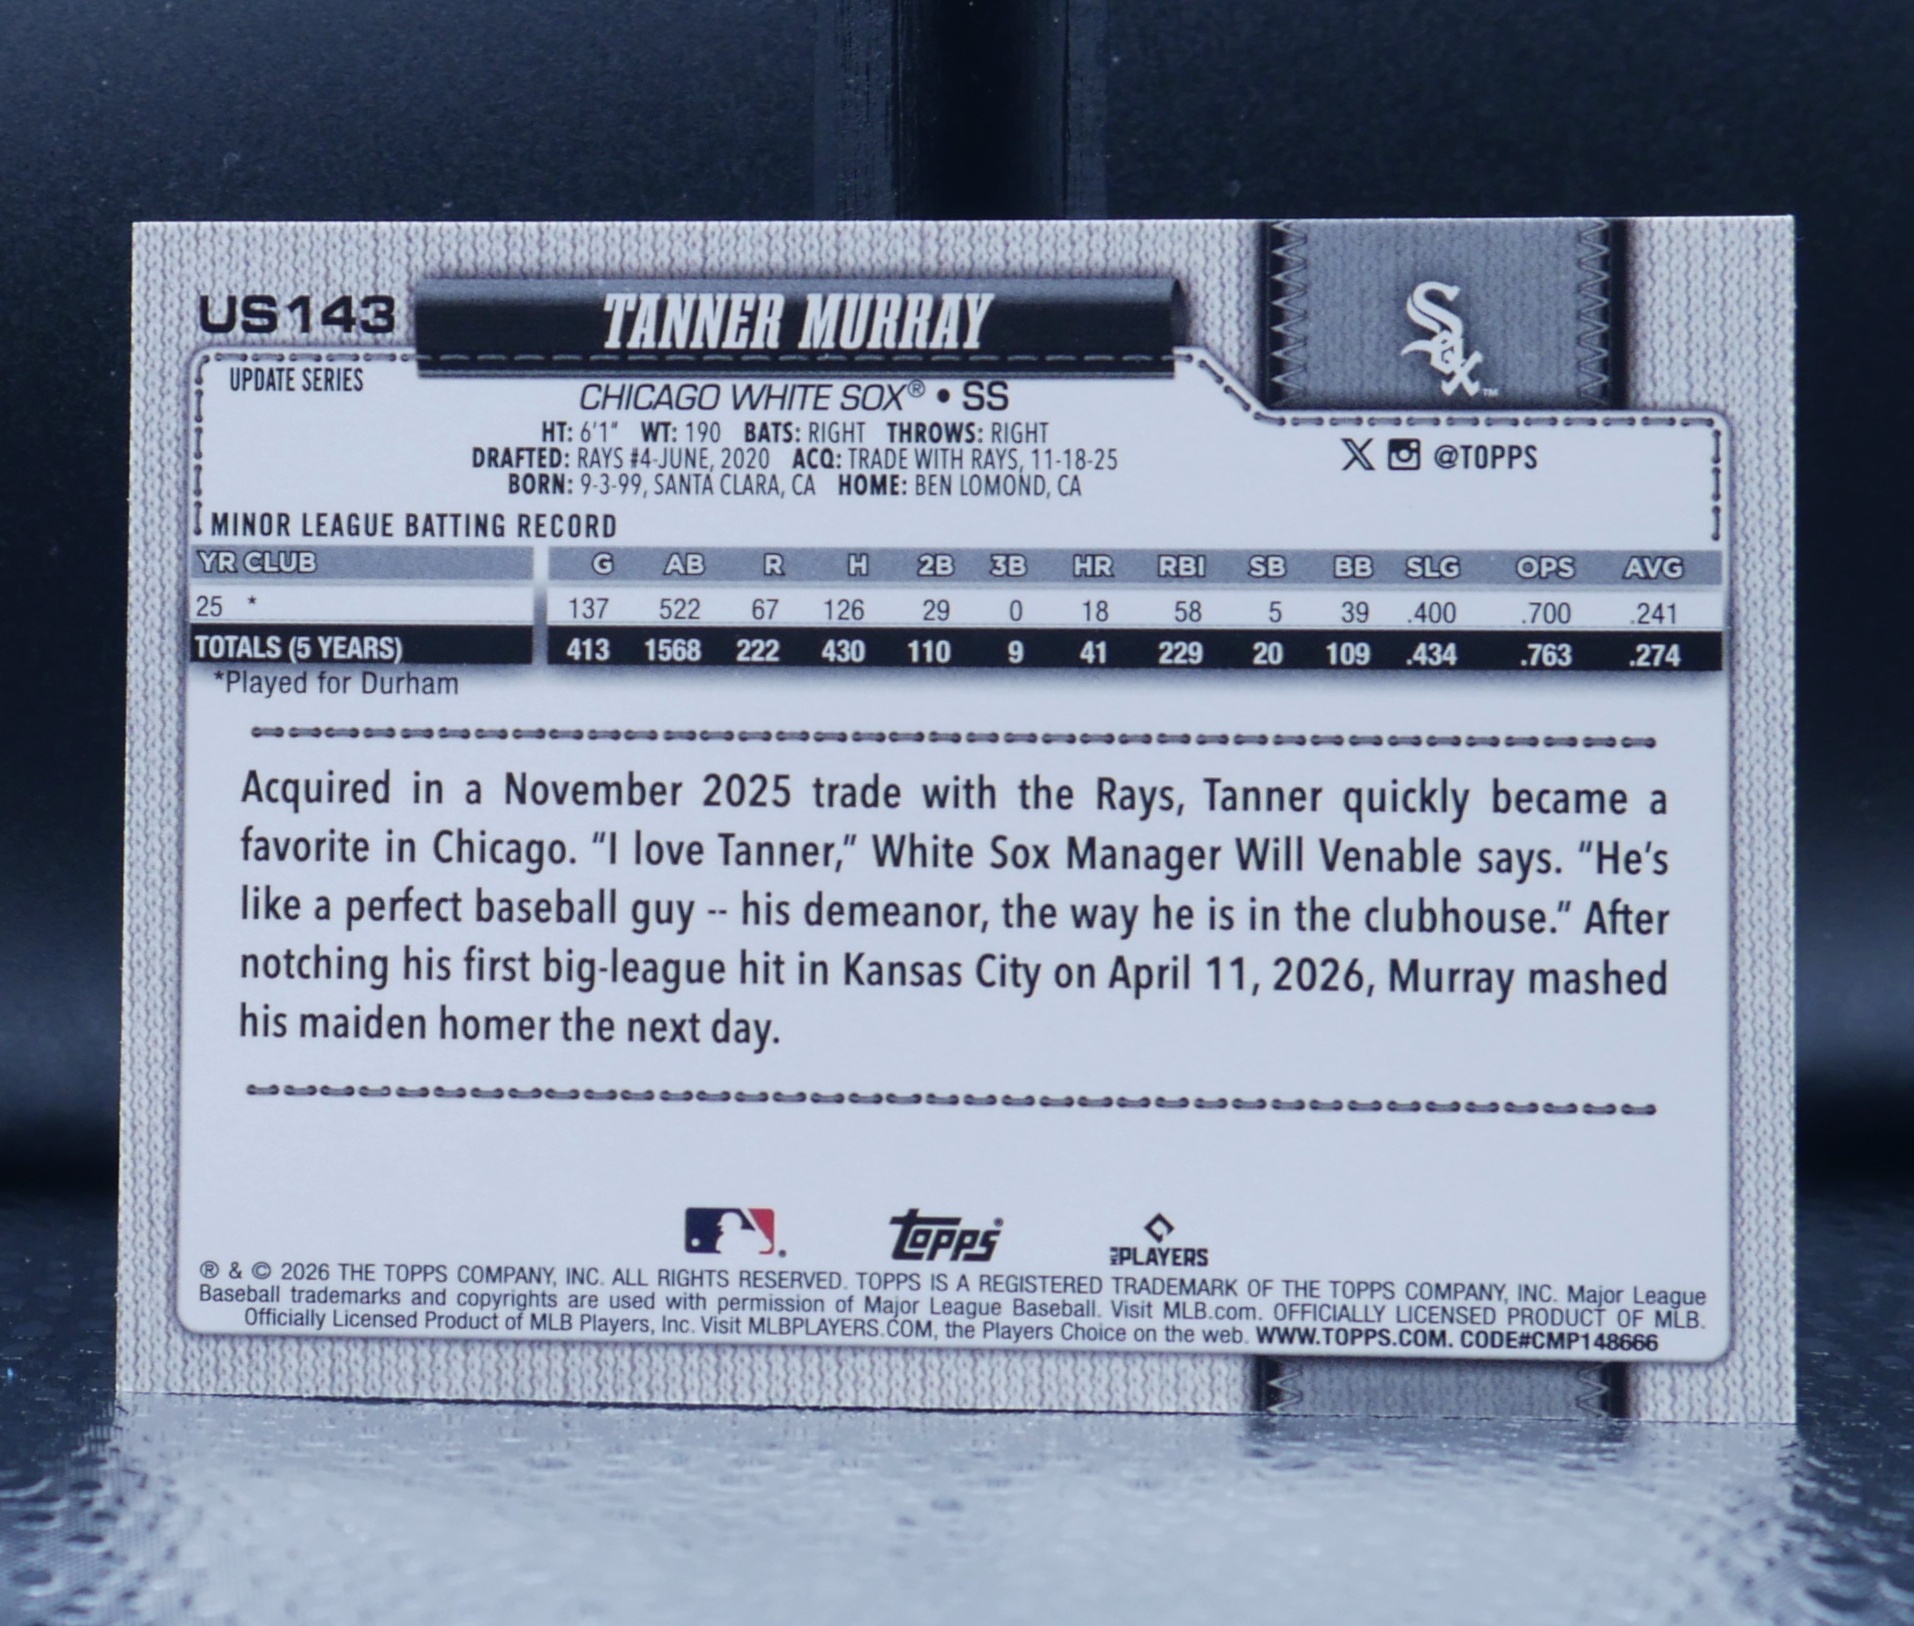 US143
TANNER MURRAY
Sox™
UPDATE SERIES
CHICAGO WHITE SOX® • SS
HT: 6'1" WT: 190 BATS: RIGHT THROWS: RIGHT
DRAFTED: RAYS #4-JUNE, 2020 ACQ: TRADE WITH RAYS, 11-18-25
BORN: 9-3-99, SANTA CLARA, CA HOME: BEN LOMOND, CA
@TOPPS
MINOR LEAGUE BATTING RECORD
YR CLUB G AB R H 2B 3B HR RBI SB BB SLG OPS AVG
25 * 137 522 67 126 29 0 18 58 5 39 .400 .700 .241
TOTALS (5 YEARS) 413 1568 222 430 110 9 41 229 20 109 .434 .763 .274
*Played for Durham
Acquired in a November 2025 trade with the Rays, Tanner quickly became a
favorite in Chicago. "I love Tanner," White Sox Manager Will Venable says. "He's
like a perfect baseball guy -- his demeanor, the way he is in the clubhouse." After
notching his first big-league hit in Kansas City on April 11, 2026, Murray mashed
his maiden homer the next day.
topps®
MLB PLAYERS
® & © 2026 THE TOPPS COMPANY, INC. ALL RIGHTS RESERVED. TOPPS IS A REGISTERED TRADEMARK OF THE TOPPS COMPANY, INC. Major League
Baseball trademarks and copyrights are used with permission of Major League Baseball. Visit MLB.com. OFFICIALLY LICENSED PRODUCT OF MLB.
Officially Licensed Product of MLB Players, Inc. Visit MLBPLAYERS.COM, the Players Choice on the web. WWW.TOPPS.COM. CODE#CMP148666